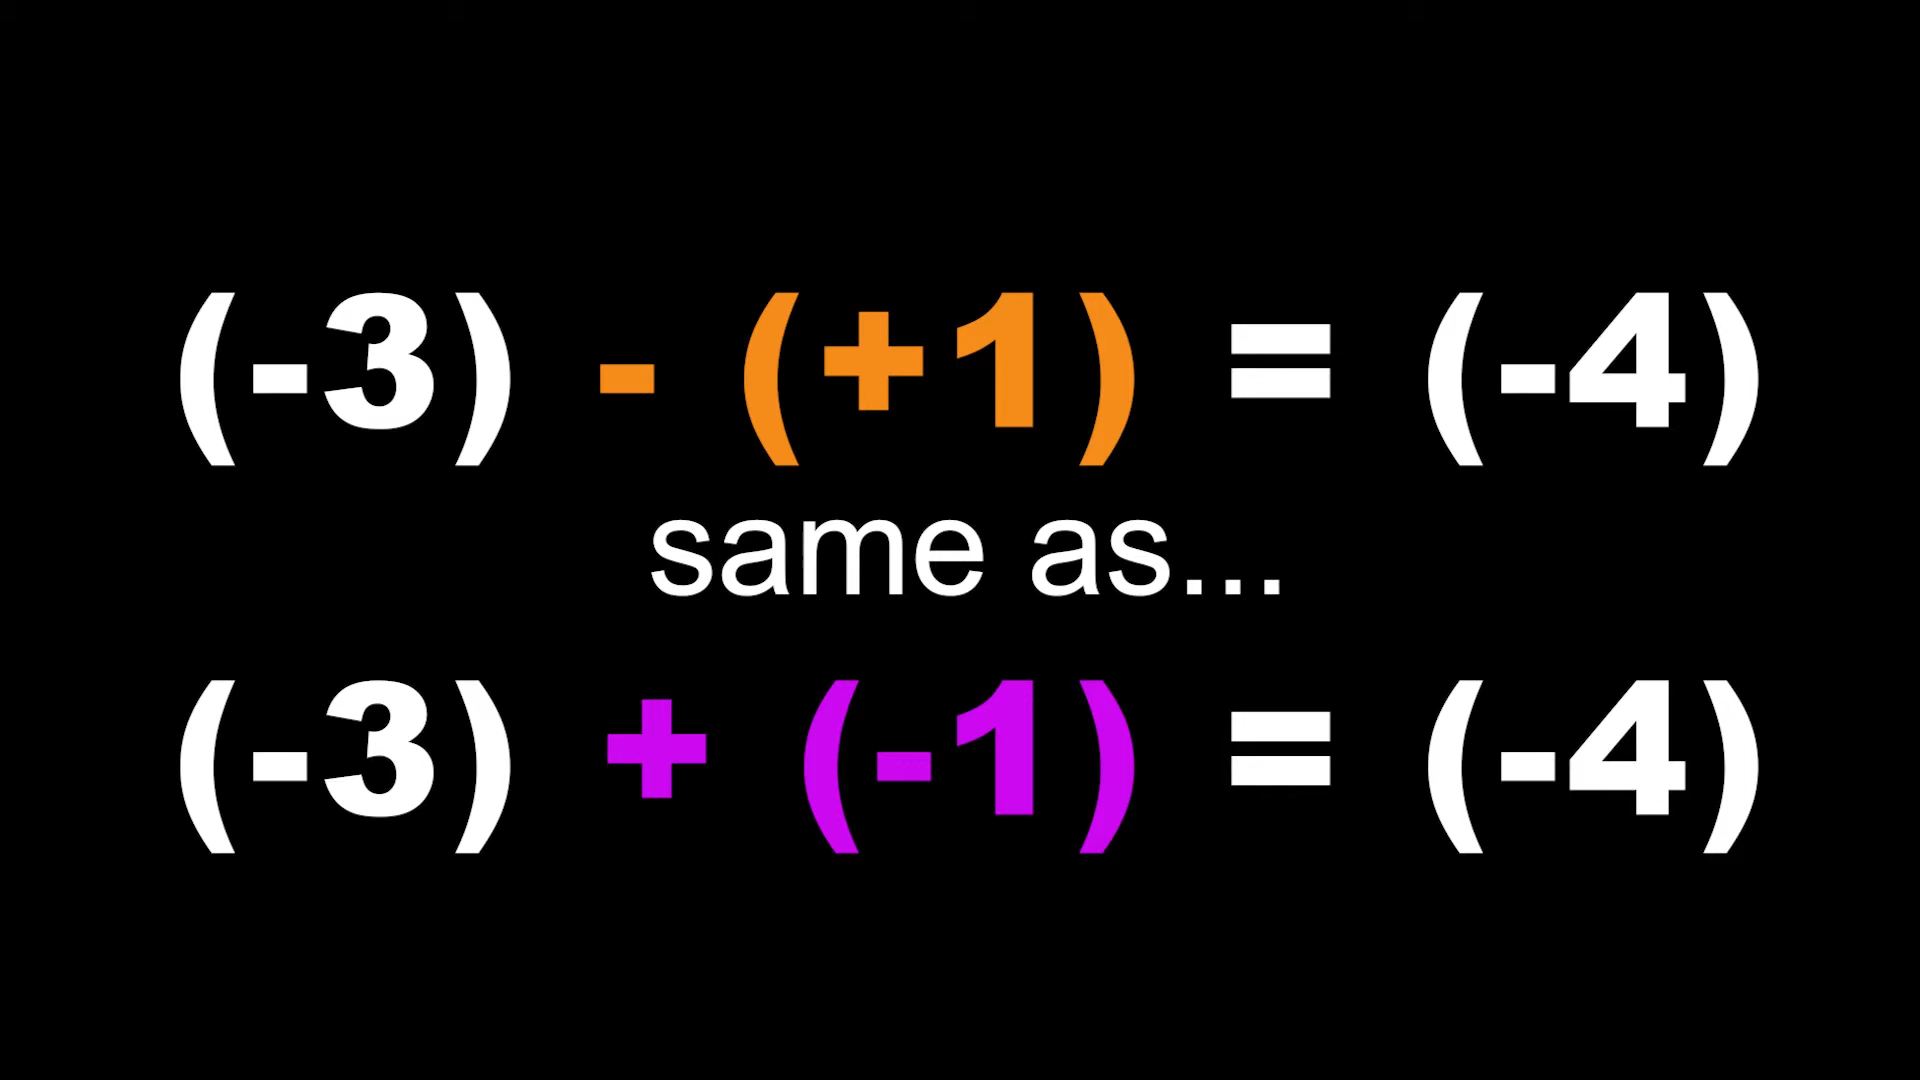 (-3) - (+1) = (-4)
same as...
(-3) + (-1) = (-4)